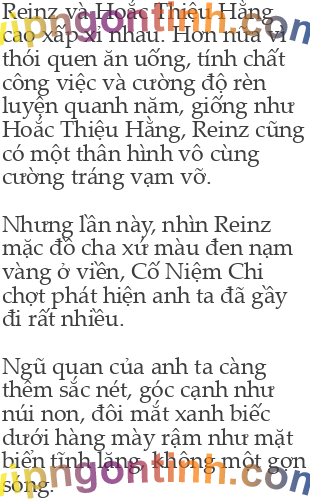 Reinz và Hoắc Thiệu Hằng
cao xấp xỉ nhau. Hơn nữa vì
thói quen ăn uống, tính chất
công việc và cường độ rèn
luyện quanh năm, giống như
Hoắc Thiệu Hằng, Reinz cũng
có một thân hình vô cùng
cường tráng vạm vỡ.
Nhưng lần này, nhìn Reinz
mặc đồ cha xứ màu đen nạm
vàng ở viền, Cố Niệm Chi
chợt phát hiện anh ta đã gầy
đi rất nhiều.
Ngũ quan của anh ta càng
thêm sắc nét, góc cạnh như
núi non, đôi mắt xanh biếc
dưới hàng mày rậm như mặt
biển tĩnh lặng, không một gợn
sóng.
vipngontinh.com
vipngontinh.com